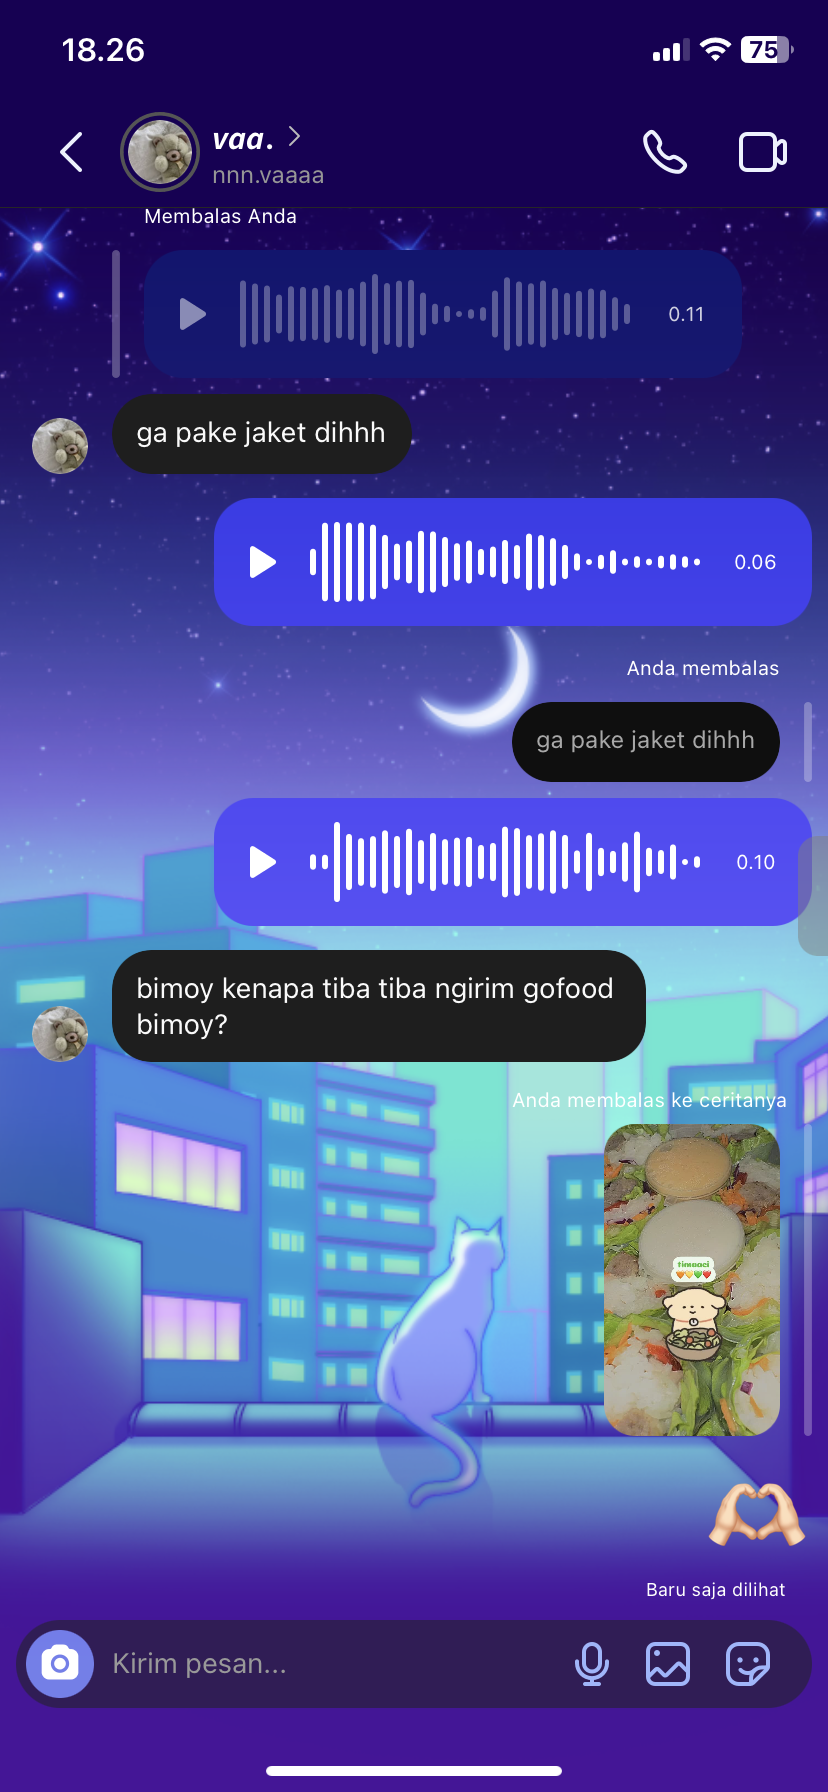 18.26
75
vaa.
nnn.vaaaa
Membalas Anda
0.11
ga pake jaket dihhh
0.06
Anda membalas
ga pake jaket dihhh
0.10
bimoy kenapa tiba tiba ngirim gofood
bimoy?
Anda membalas ke ceritanya
timpaci
Baru saja dilihat
Kirim pesan...